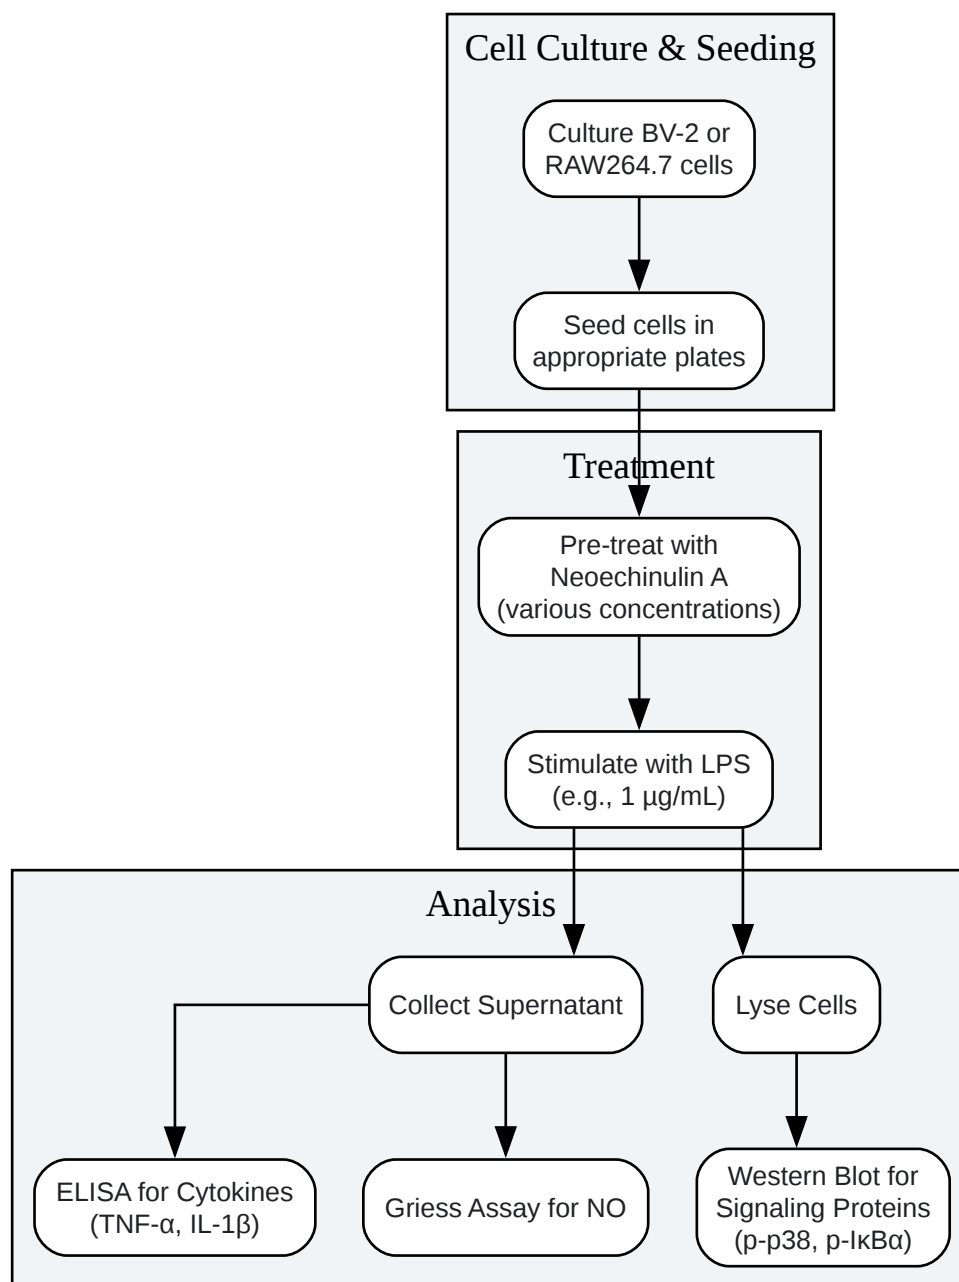 Cell Culture & Seeding
Culture BV-2 or
RAW264.7 cells
Seed cells in
appropriate plates
Treatment
Pre-treat with
Neoechinulin A
(various concentrations)
Stimulate with LPS
(e.g., 1 µg/mL)
Analysis
Collect Supernatant
Lyse Cells
ELISA for Cytokines
(TNF-α, IL-1β)
Griess Assay for NO
Western Blot for
Signaling Proteins
(p-p38, p-IκBα)